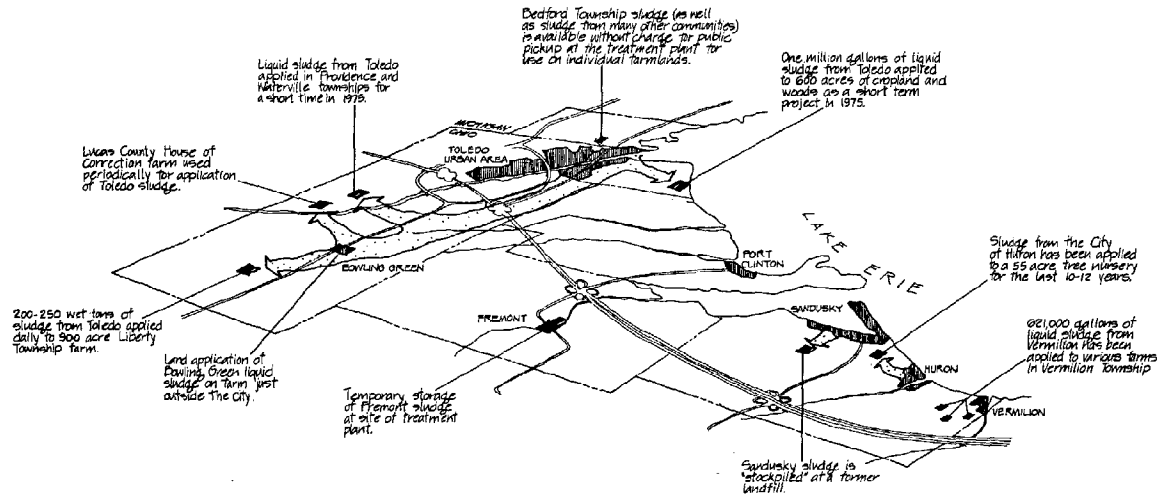 Bedford Township sludge (as well
as sludge from many other communities)
is available without charge for public
pickup at the treatment plant for
use on individual farmlands.
One million gallons of liquid
sludge from Toledo applied
to 600 acres of cropland and
woods as a short term
project in 1975.
Liquid sludge from Toledo
applied in Providence and
Waterville townships for
a short time in 1975.
Lucas County House of
Correction farm used
periodically for application
of Toledo sludge.
MICHIGAN
OHIO
TOLEDO
URBAN AREA
LAKE ERIE
PORT
CLINTON
BOWLING GREEN
Sludge from the City
of Huron has been applied
to a 55 acre tree nursery
for the last 10-12 years.
SANDUSKY
FREMONT
200-250 wet tons of
sludge from Toledo applied
daily to 900 acre Liberty
Township farm.
621,000 gallons of
liquid sludge from
Vermilion has been
applied to various farms
in Vermilion Township
Land application of
Bowling Green liquid
sludge on farm just
outside the City.
HURON
VERMILION
Temporary storage
of Fremont sludge
at site of treatment
plant.
Sandusky sludge is
"stockpiled" at a former
landfill.